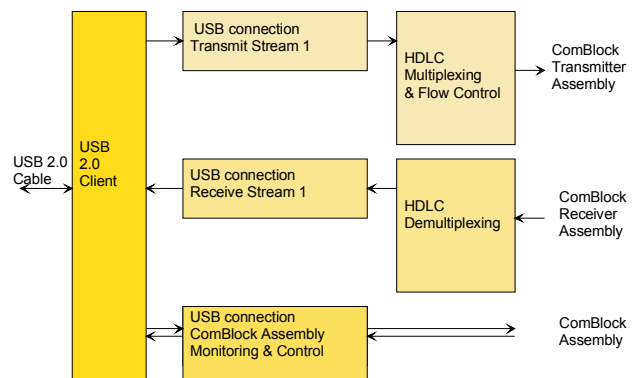 USB connection
Transmit Stream 1
HDLC
Multiplexing
& Flow Control
ComBlock
Transmitter
Assembly
USB 2.0
Cable
USB
2.0
Client
USB connection
Receive Stream 1
HDLC
Demultiplexing
ComBlock
Receiver
Assembly
USB connection
ComBlock Assembly
Monitoring & Control
ComBlock
Assembly